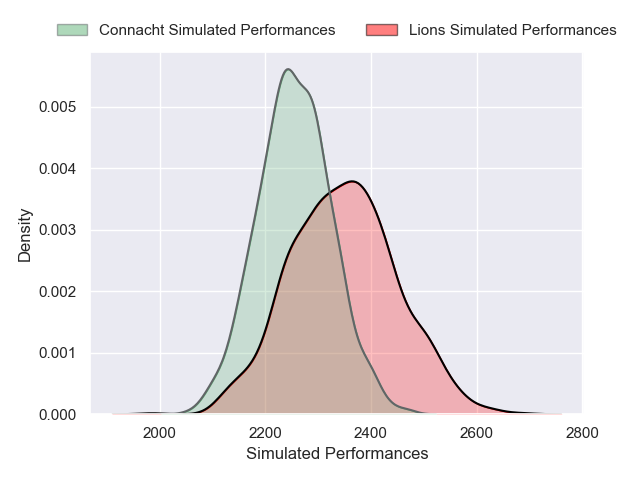 Connacht Simulated Performances Lions Simulated Performances
0.005
0.004
0.003
0.002
0.001
0.000
Density
2000 2200 2400 2600 2800
Simulated Performances